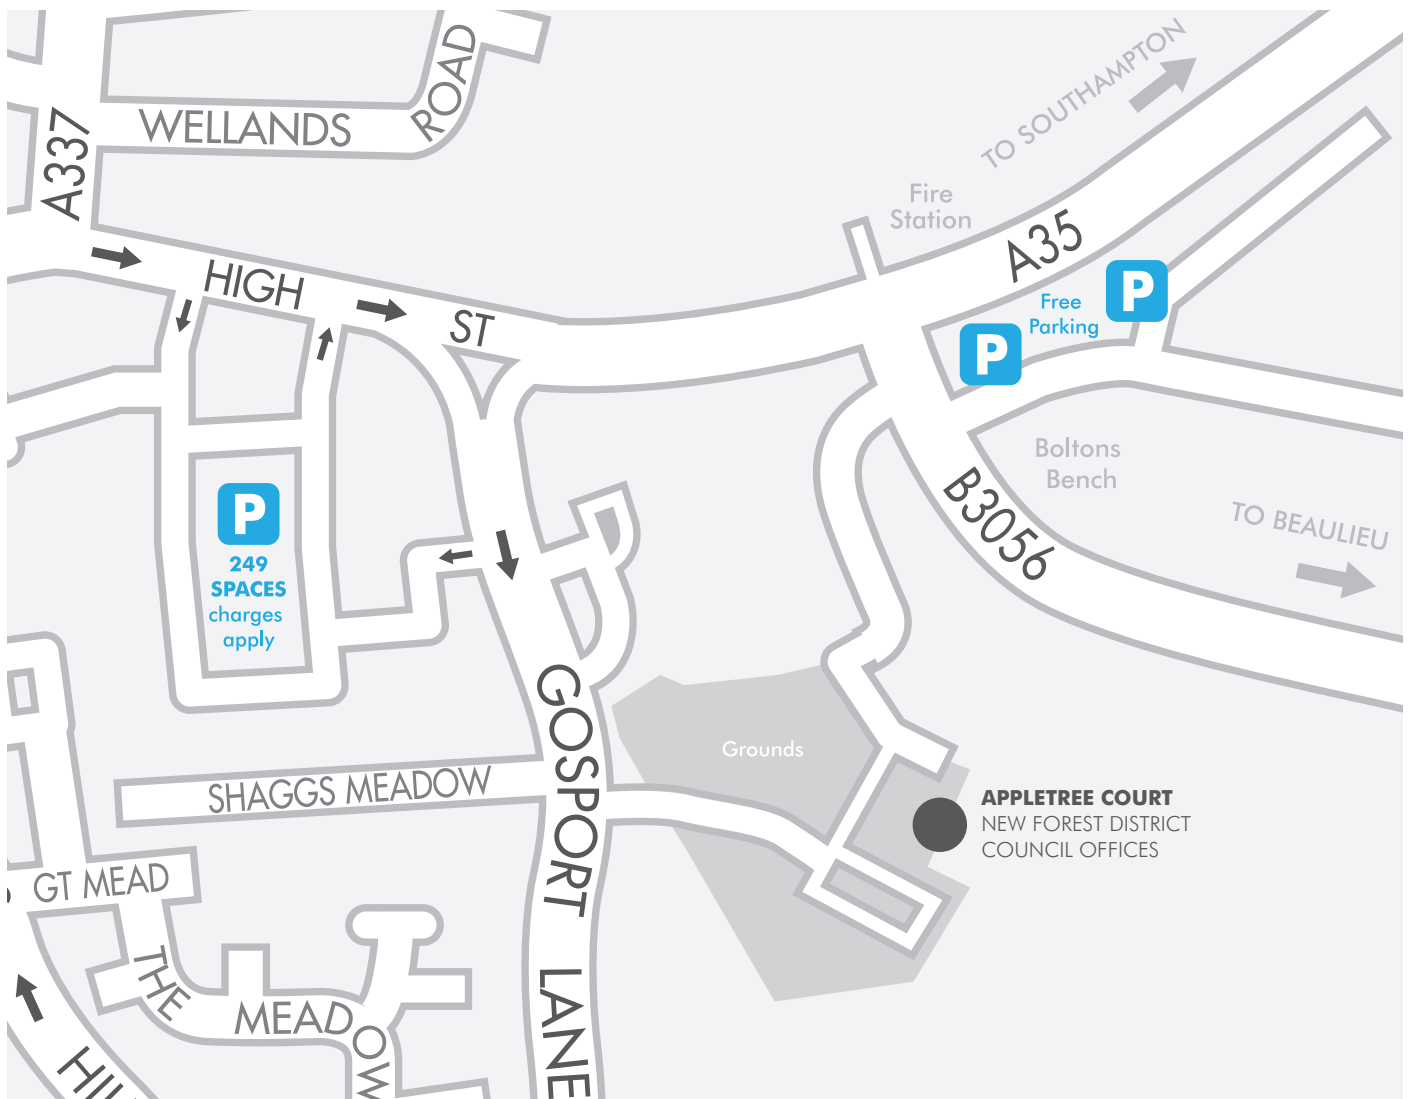 WELLANDS
ROAD
A337
TO SOUTHAMPTON
Fire
Station
A35
HIGH
ST
P
Free
Parking
P
Boltons
Bench
B3056
TO BEAULIEU
P
249
SPACES
charges
apply
GOSPORT
LANE
Grounds
SHAGGS MEADOW
APPLETREE COURT
NEW FOREST DISTRICT
COUNCIL OFFICES
GT MEAD
THE
MEADOW